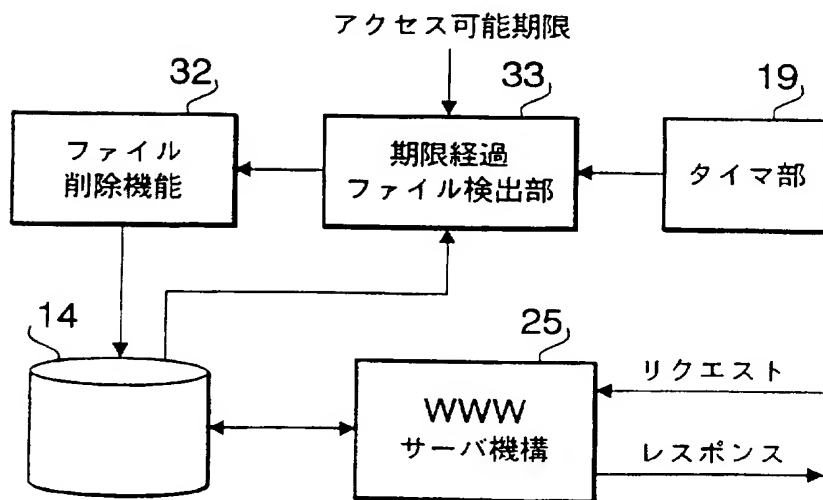 アクセス可能期限
32
33
19
ファイル
削除機能
期限経過
ファイル検出部
タイマ部
14
25
WWW
サーバ機構
リクエスト
レスポンス